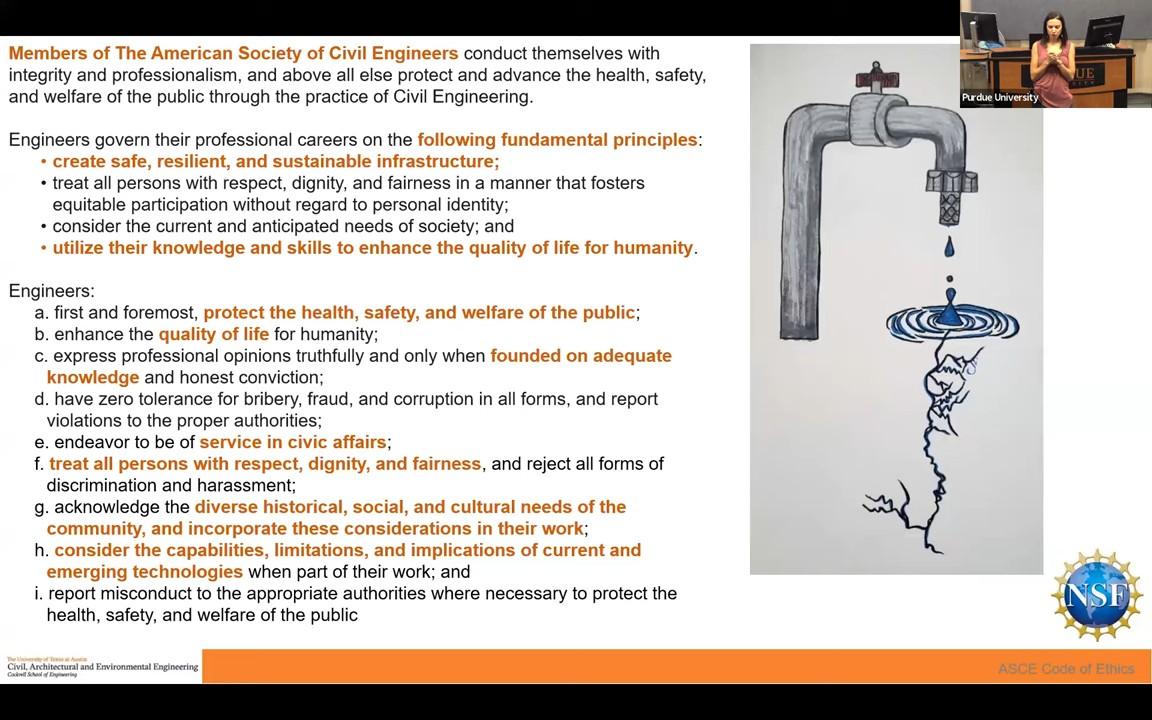 Members of The American Society of Civil Engineers conduct themselves with
integrity and professionalism, and above all else protect and advance the health, safety,
and welfare of the public through the practice of Civil Engineering.
Engineers govern their professional careers on the following fundamental principles:
• create safe, resilient, and sustainable infrastructure;
• treat all persons with respect, dignity, and fairness in a manner that fosters
equitable participation without regard to personal identity;
• consider the current and anticipated needs of society; and
• utilize their knowledge and skills to enhance the quality of life for humanity.
Engineers:
a. first and foremost, protect the health, safety, and welfare of the public;
b. enhance the quality of life for humanity;
c. express professional opinions truthfully and only when founded on adequate
knowledge and honest conviction;
d. have zero tolerance for bribery, fraud, and corruption in all forms, and report
violations to the proper authorities;
e. endeavor to be of service in civic affairs;
f. treat all persons with respect, dignity, and fairness, and reject all forms of
discrimination and harassment;
g. acknowledge the diverse historical, social, and cultural needs of the
community, and incorporate these considerations in their work;
h. consider the capabilities, limitations, and implications of current and
emerging technologies when part of their work; and
i. report misconduct to the appropriate authorities where necessary to protect the
health, safety, and welfare of the public
Purdue University
NSF
The University of Texas at Austin
Civil, Architectural and Environmental Engineering
Cockrell School of Engineering
ASCE Code of Ethics